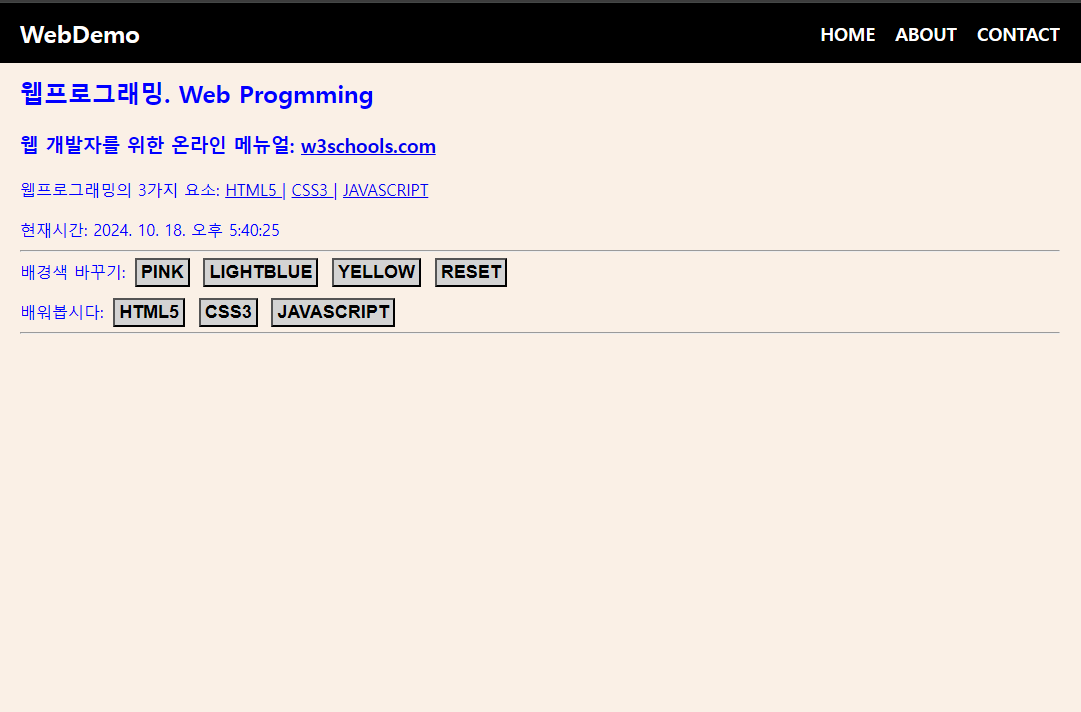 WebDemo HOME ABOUT CONTACT
웹프로그래밍. Web Progmming
웹 개발자를 위한 온라인 메뉴얼: w3schools.com
웹프로그래밍의 3가지 요소: HTML5 | CSS3 | JAVASCRIPT
현재시간: 2024. 10. 18. 오후 5:40:25
배경색 바꾸기: PINK LIGHTBLUE YELLOW RESET
배워봅시다: HTML5 CSS3 JAVASCRIPT